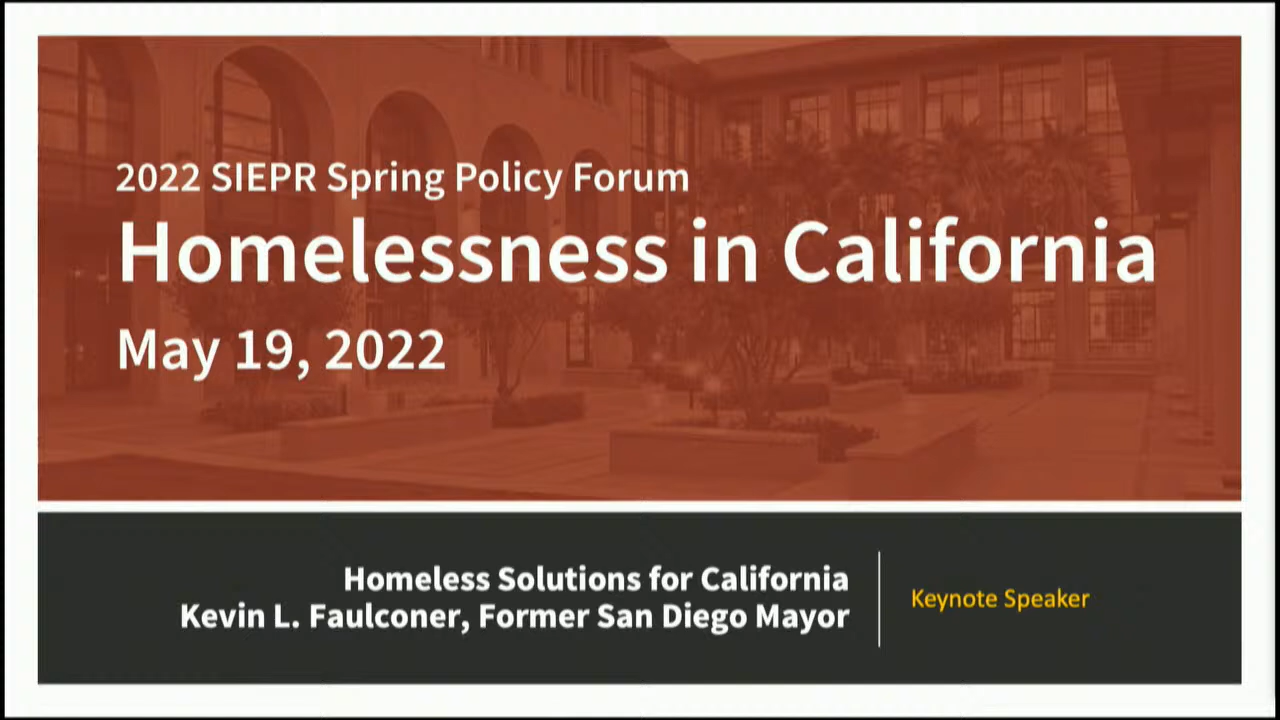 2022 SIEPR Spring Policy Forum
Homelessness in California
May 19, 2022
Homeless Solutions for California
Kevin L. Faulconer, Former San Diego Mayor
Keynote Speaker